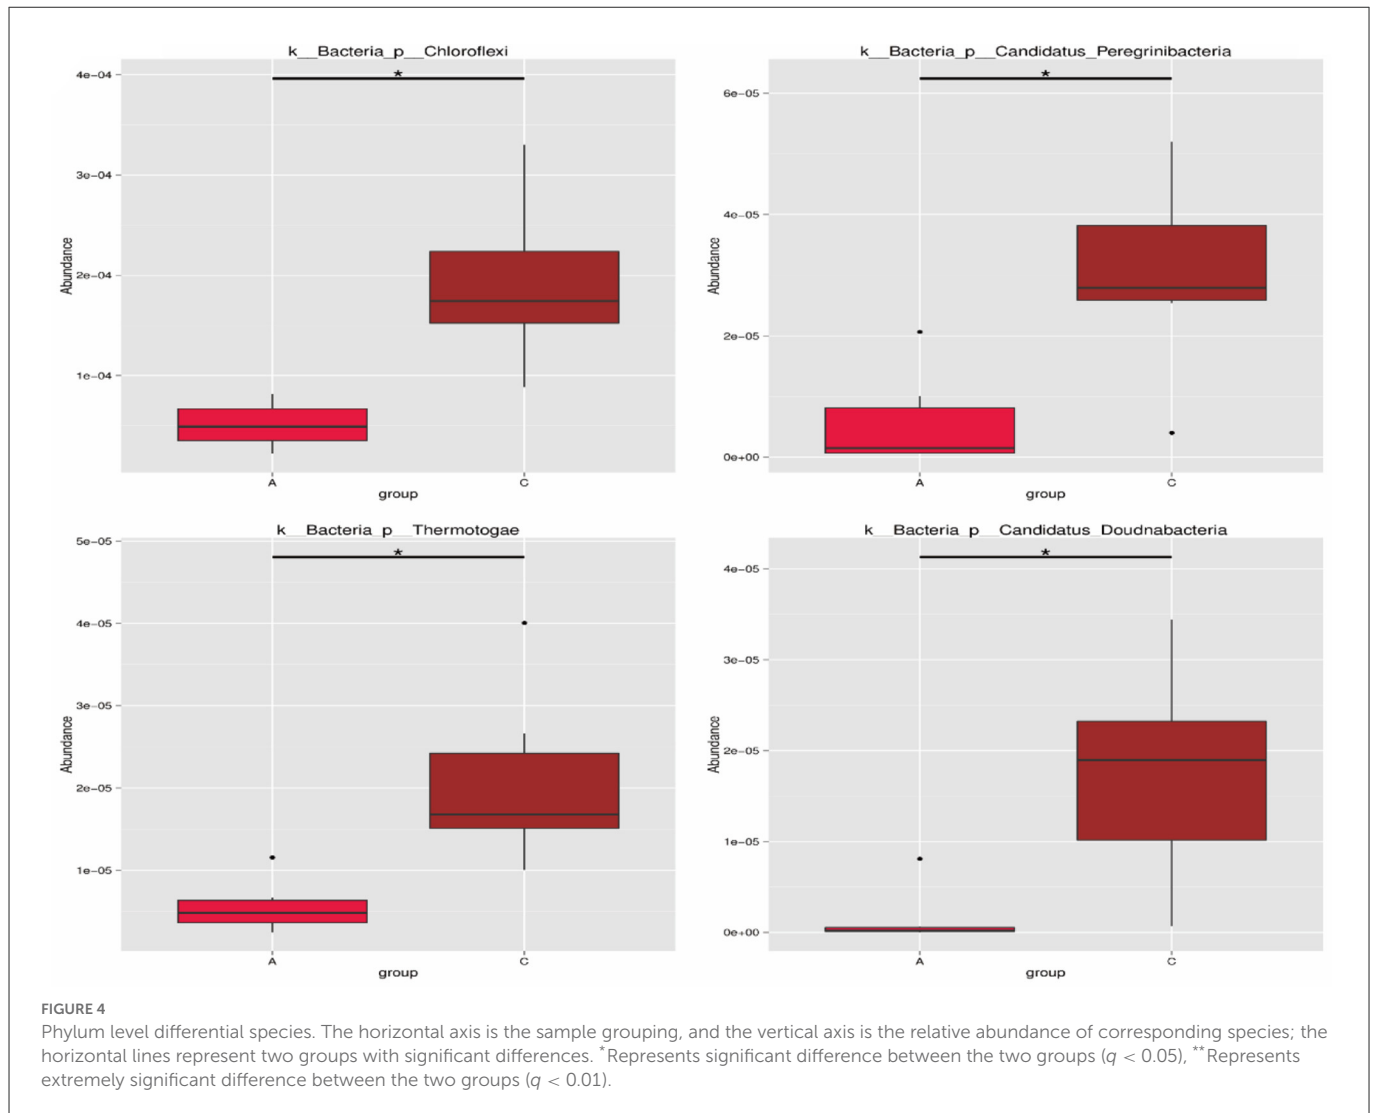 k__Bacteria_p__Chloroflexi
4e−04
3e−04
2e−04
1e−04
Abundance
*
A
C
group
k__Bacteria_p__Candidatus_Peregrinibacteria
6e−05
4e−05
2e−05
0e+00
Abundance
*
A
C
group
k__Bacteria_p__Thermotogae
5e−05
4e−05
3e−05
2e−05
1e−05
Abundance
*
A
C
group
k__Bacteria_p__Candidatus_Doudnabacteria
4e−05
3e−05
2e−05
1e−05
0e+00
Abundance
*
A
C
group
FIGURE 4
Phylum level differential species. The horizontal axis is the sample grouping, and the vertical axis is the relative abundance of corresponding species; the
horizontal lines represent two groups with significant differences. *Represents significant difference between the two groups (q < 0.05), **Represents
extremely significant difference between the two groups (q < 0.01).